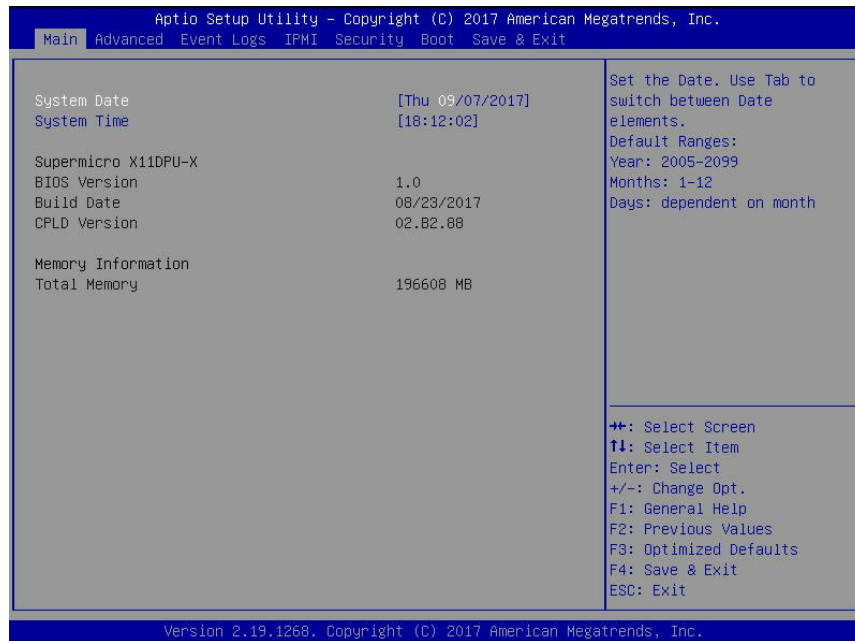 Aptio Setup Utility – Copyright (C) 2017 American Megatrends, Inc.
Main Advanced Event Logs IPMI Security Boot Save & Exit
System Date [Thu 09/07/2017]
System Time [18:12:02]
Supermicro X11DPU-X
BIOS Version 1.0
Build Date 08/23/2017
CPLD Version 02.B2.88
Memory Information
Total Memory 196608 MB
Set the Date. Use Tab to
switch between Date
elements.
Default Ranges:
Year: 2005-2099
Months: 1-12
Days: dependent on month
→←: Select Screen
↑↓: Select Item
Enter: Select
+/-: Change Opt.
F1: General Help
F2: Previous Values
F3: Optimized Defaults
F4: Save & Exit
ESC: Exit
Version 2.19.1268. Copyright (C) 2017 American Megatrends, Inc.